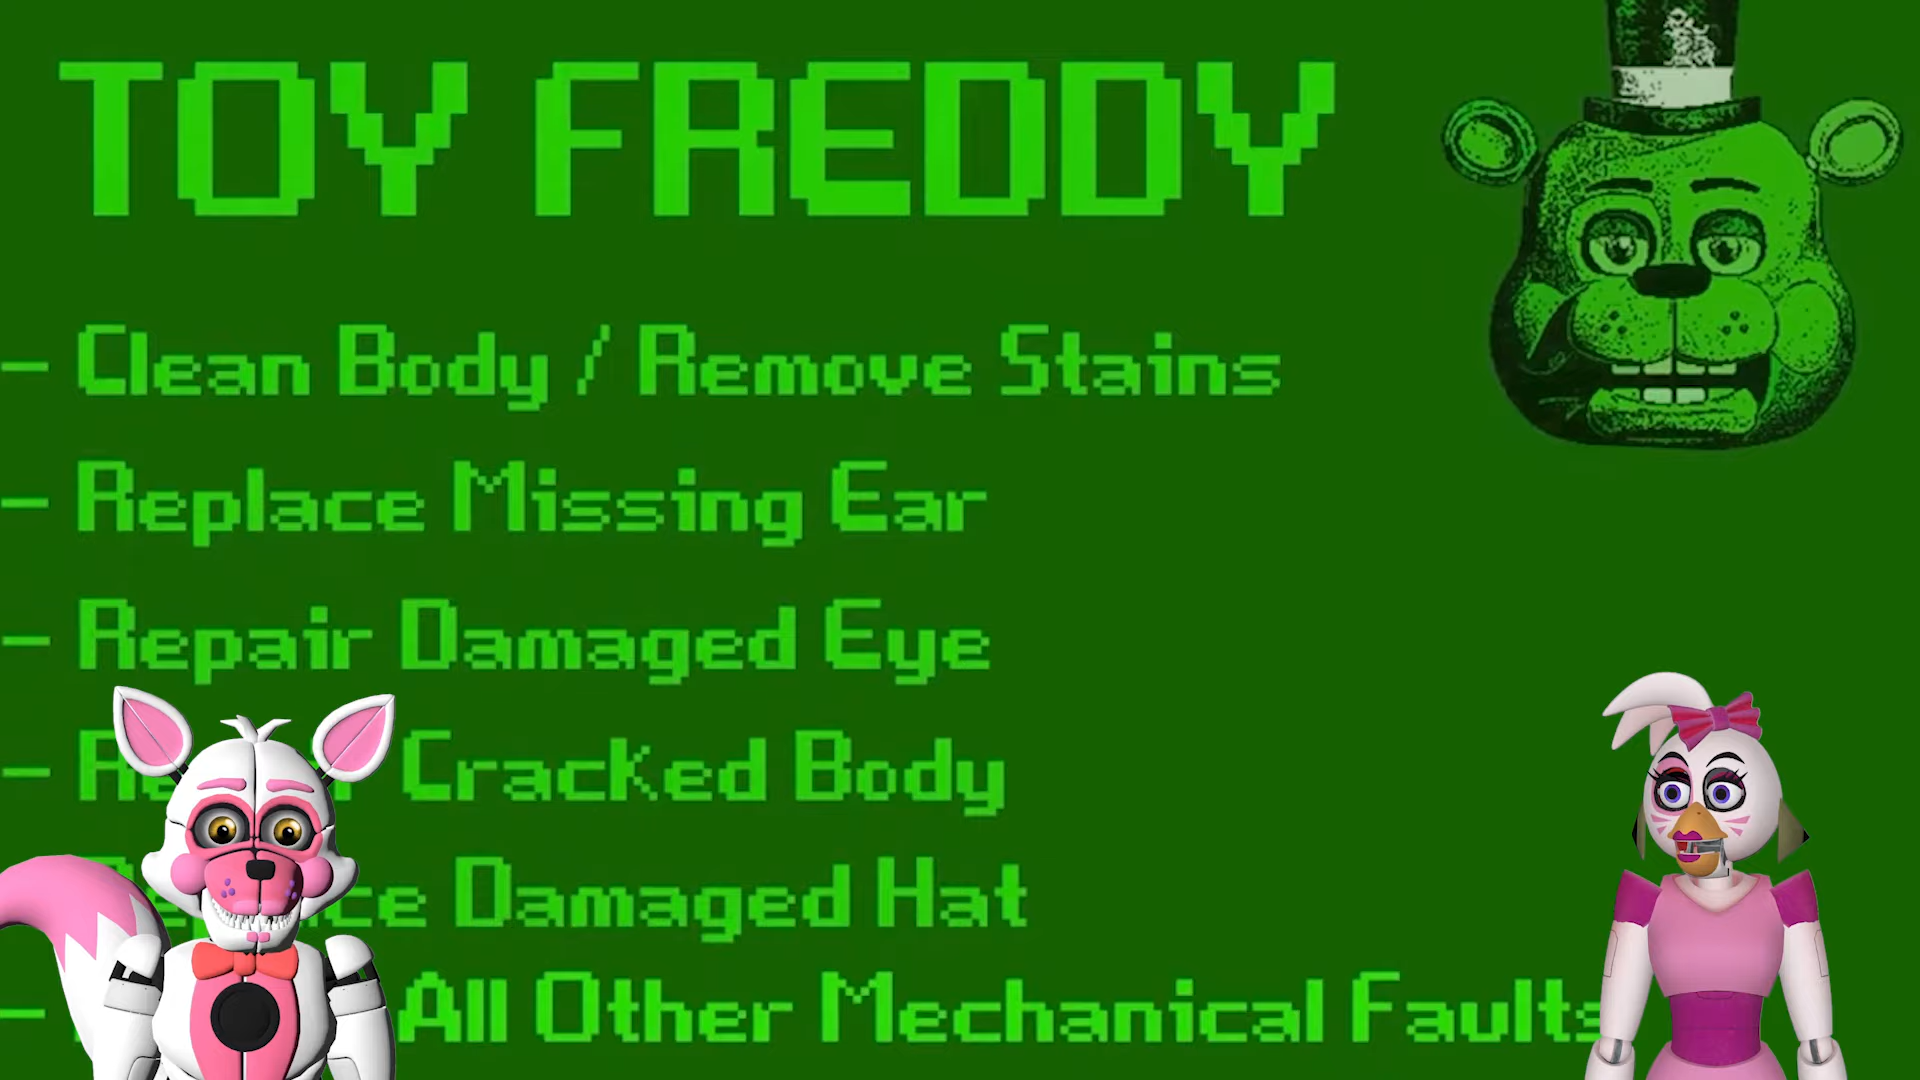 TOY FREDDY
- Clean Body / Remove Stains
- Replace Missing Ear
- Repair Damaged Eye
- Cracked Body
- Damaged Hat
- All Other Mechanical Faults